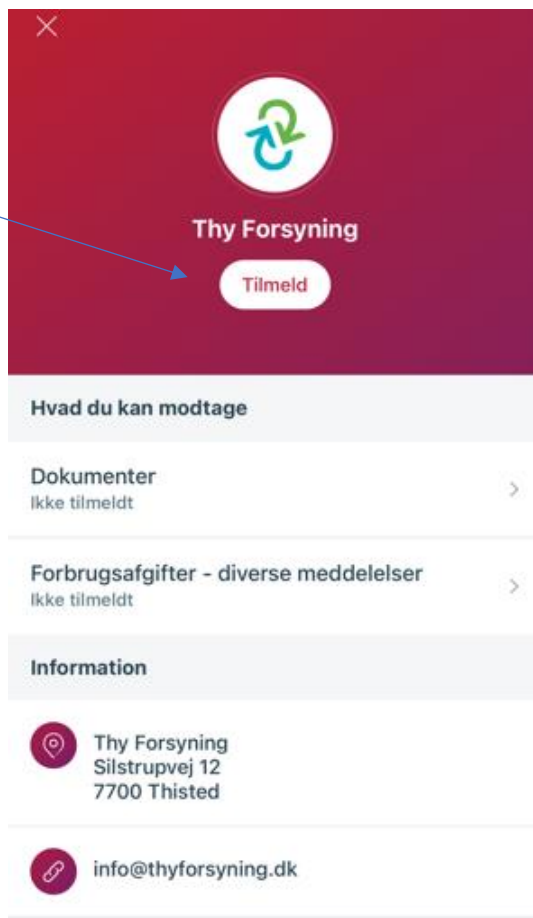 Thy Forsyning
Tilmeld
Hvad du kan modtage
Dokumenter
Ikke tilmeldt
Forbrugsafgifter - diverse meddelelser
Ikke tilmeldt
Information
Thy Forsyning
Silstrupvej 12
7700 Thisted
info@thyforsyning.dk